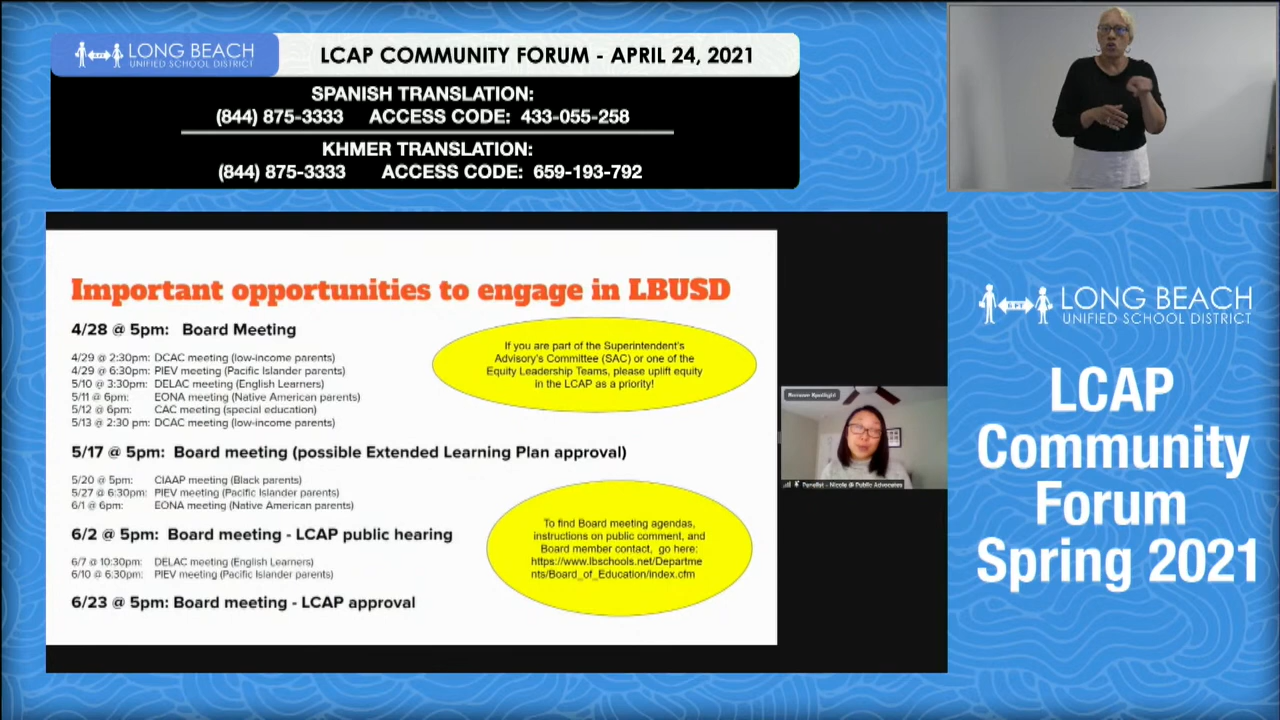 LONG BEACH
UNIFIED SCHOOL DISTRICT
LCAP COMMUNITY FORUM - APRIL 24, 2021
SPANISH TRANSLATION:
(844) 875-3333 ACCESS CODE: 433-055-258
KHMER TRANSLATION:
(844) 875-3333 ACCESS CODE: 659-193-792
Important opportunities to engage in LBUSD
4/28 @ 5pm: Board Meeting
4/29 @ 2:30pm: DCAC meeting (low-income parents)
4/29 @ 6:30pm: PIEV meeting (Pacific Islander parents)
5/10 @ 3:30pm: DELAC meeting (English Learners)
5/11 @ 6pm: EONA meeting (Native American parents)
5/12 @ 6pm: CAC meeting (special education)
5/13 @ 2:30 pm: DCAC meeting (low-income parents)
If you are part of the Superintendent's
Advisory's Committee (SAC) or one of the
Equity Leadership Teams, please uplift equity
in the LCAP as a priority!
5/17 @ 5pm: Board meeting (possible Extended Learning Plan approval)
5/20 @ 5pm: CIAAP meeting (Black parents)
5/27 @ 6:30pm: PIEV meeting (Pacific Islander parents)
6/1 @ 6pm: EONA meeting (Native American parents)
6/2 @ 5pm: Board meeting - LCAP public hearing
6/7 @ 10:30pm: DELAC meeting (English Learners)
6/10 @ 6:30pm: PIEV meeting (Pacific Islander parents)
6/23 @ 5pm: Board meeting - LCAP approval
To find Board meeting agendas,
instructions on public comment, and
Board member contact, go here:
https://www.lbschools.net/Departme
nts/Board_of_Education/index.cfm
Remove Spotlight
Panelist - Nicole @ Public Advocates
LONG BEACH
UNIFIED SCHOOL DISTRICT
LCAP
Community
Forum
Spring 2021